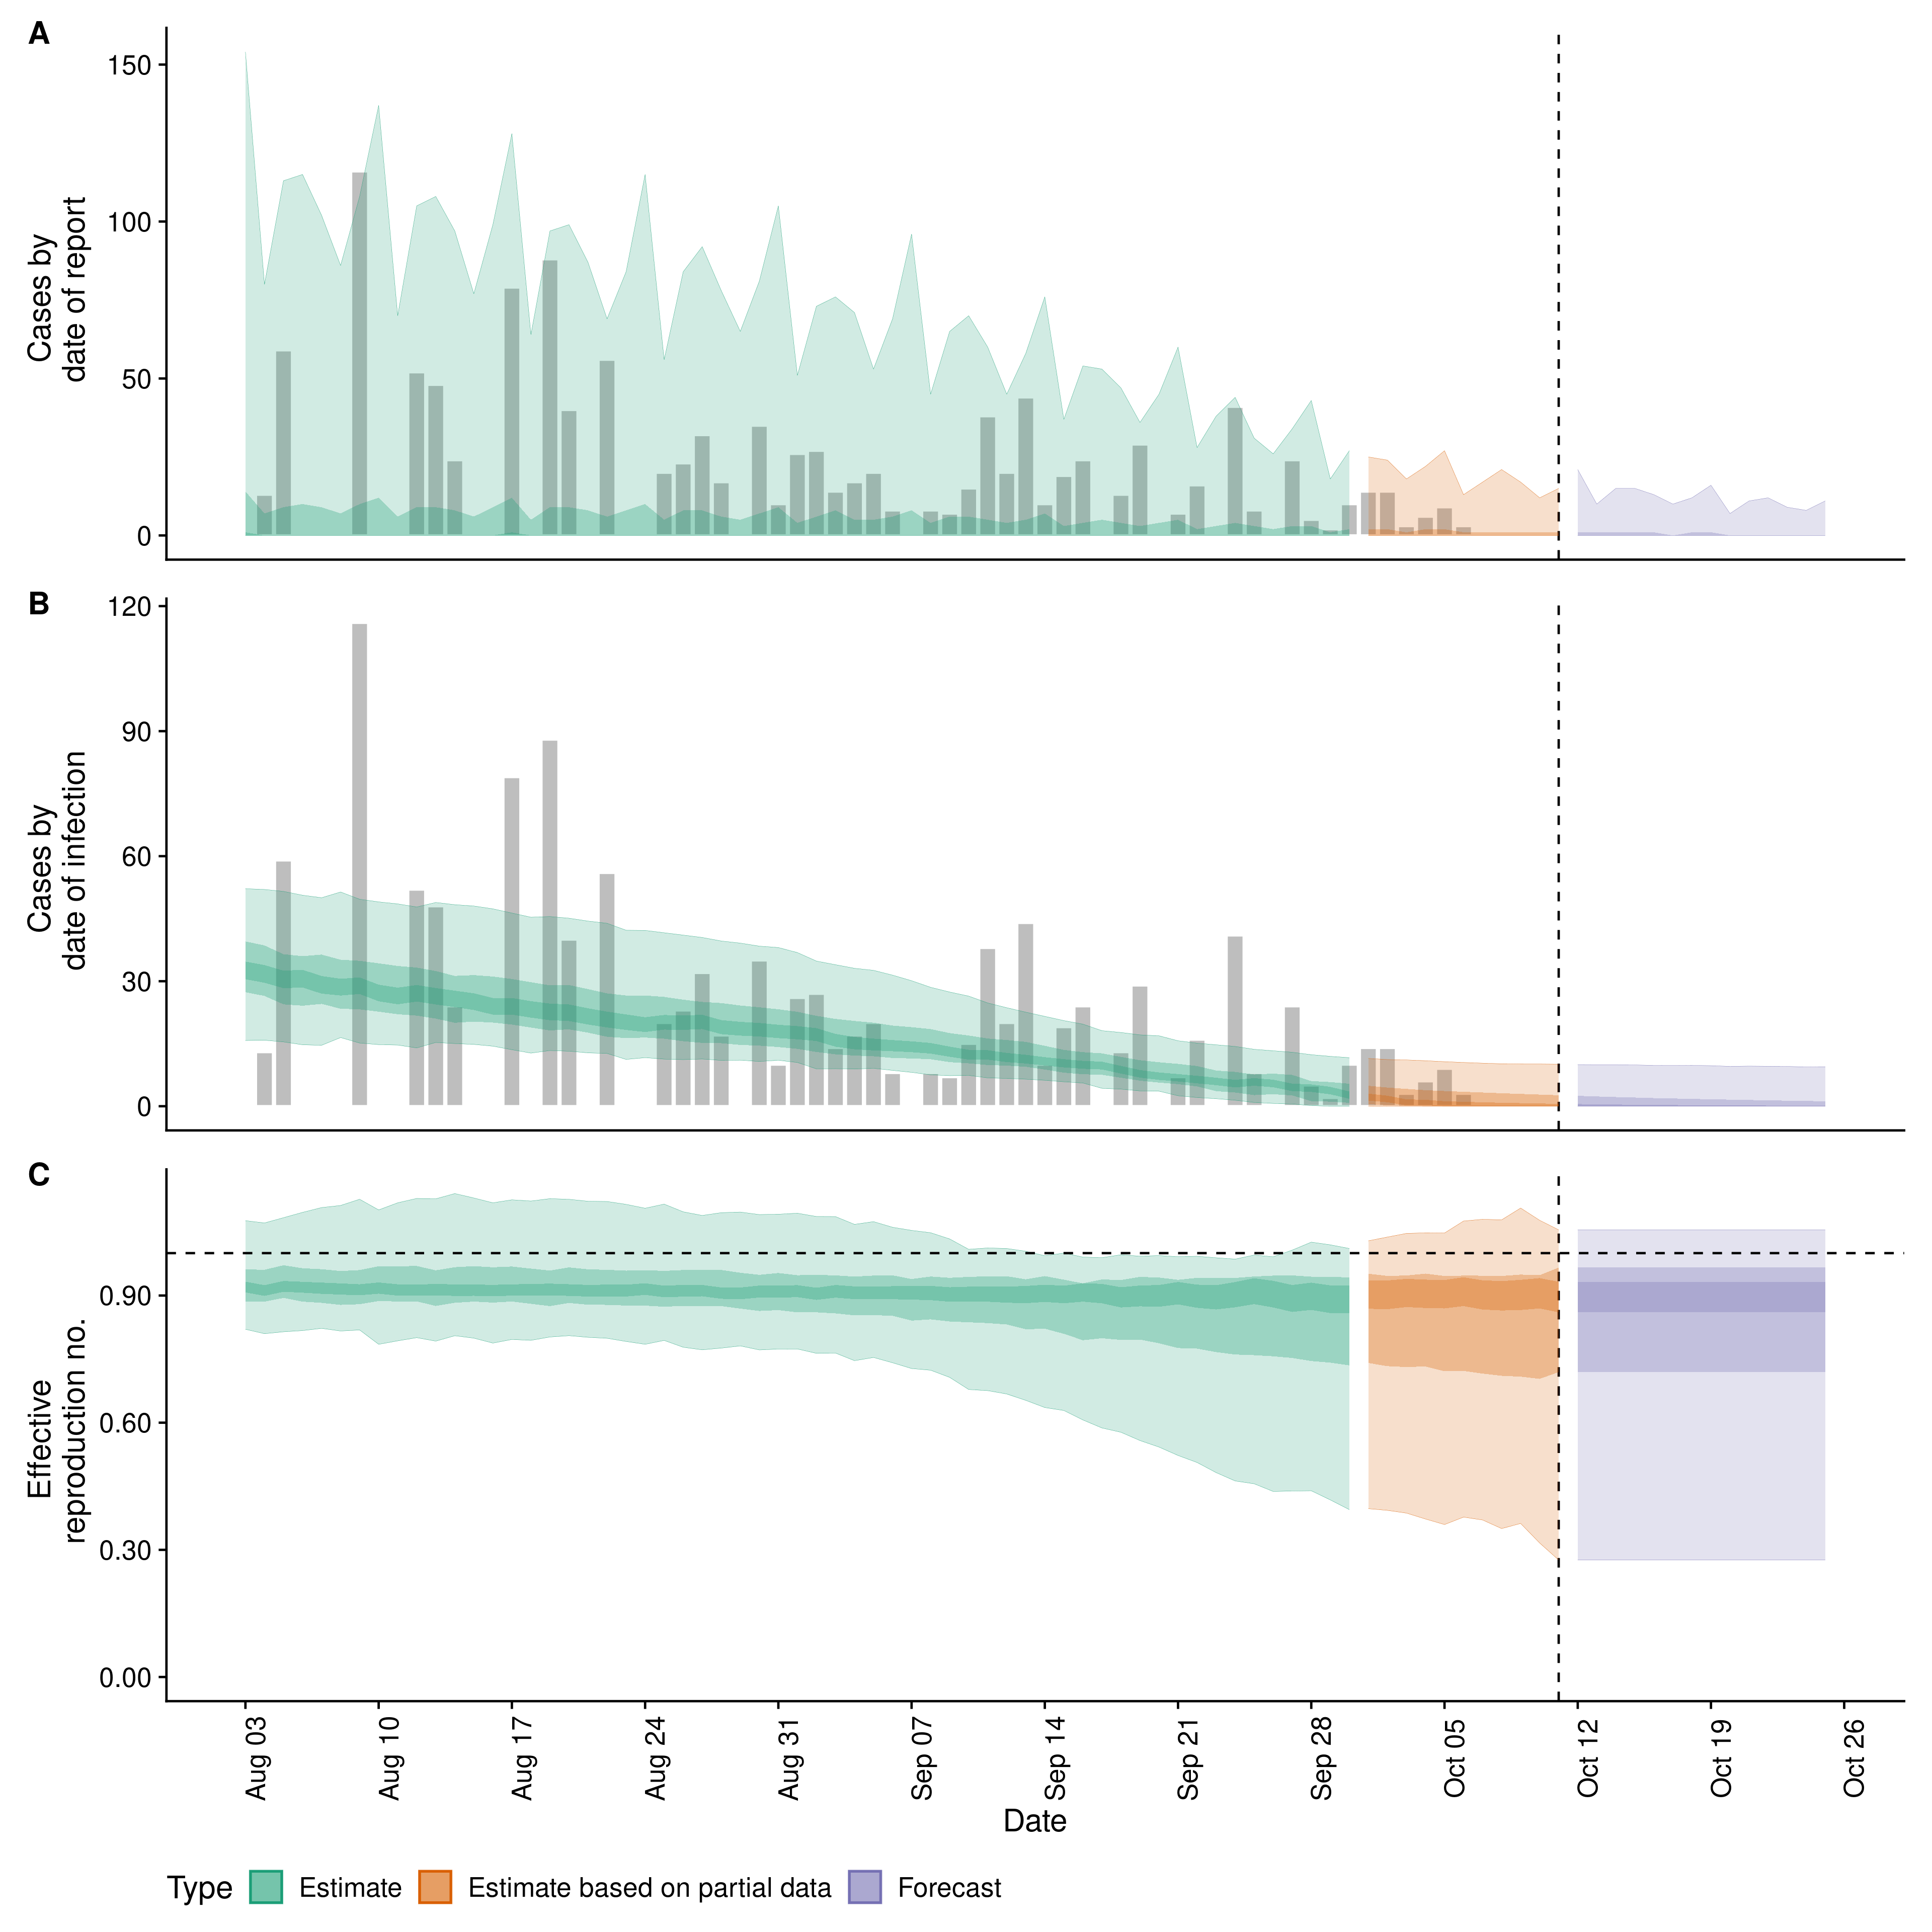 A
Cases by
date of report
150
100
50
0
B
Cases by
date of infection
120
90
60
30
0
C
Effective
reproduction no.
0.90
0.60
0.30
0.00
Aug 03
Aug 10
Aug 17
Aug 24
Aug 31
Sep 07
Sep 14
Sep 21
Sep 28
Oct 05
Oct 12
Oct 19
Oct 26
Date
Type Estimate Estimate based on partial data Forecast